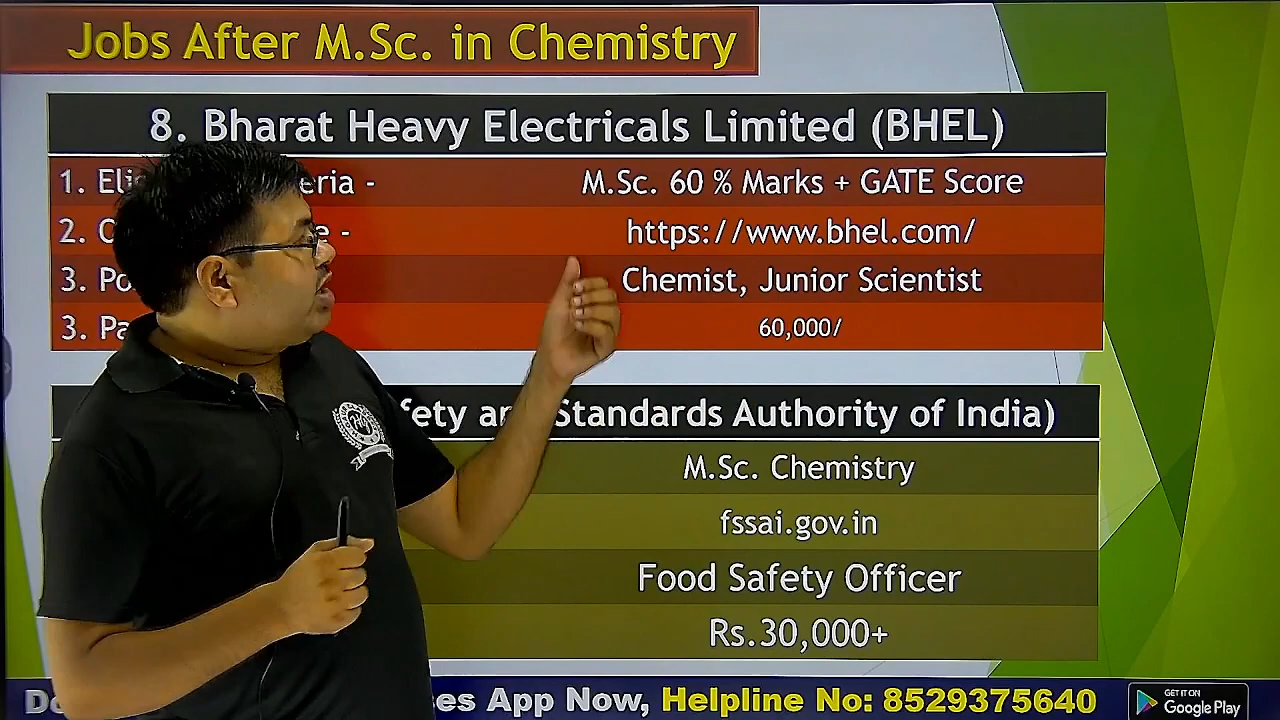 Jobs After M.Sc. in Chemistry
8. Bharat Heavy Electricals Limited (BHEL)
1. Eli eria - M.Sc. 60 % Marks + GATE Score
2. O e - https://www.bhel.com/
3. Po Chemist, Junior Scientist
3. Pa 60,000/
fety an Standards Authority of India)
M.Sc. Chemistry
fssai.gov.in
Food Safety Officer
Rs.30,000+
es App Now, Helpline No: 8529375640
GET IT ON
Google Play